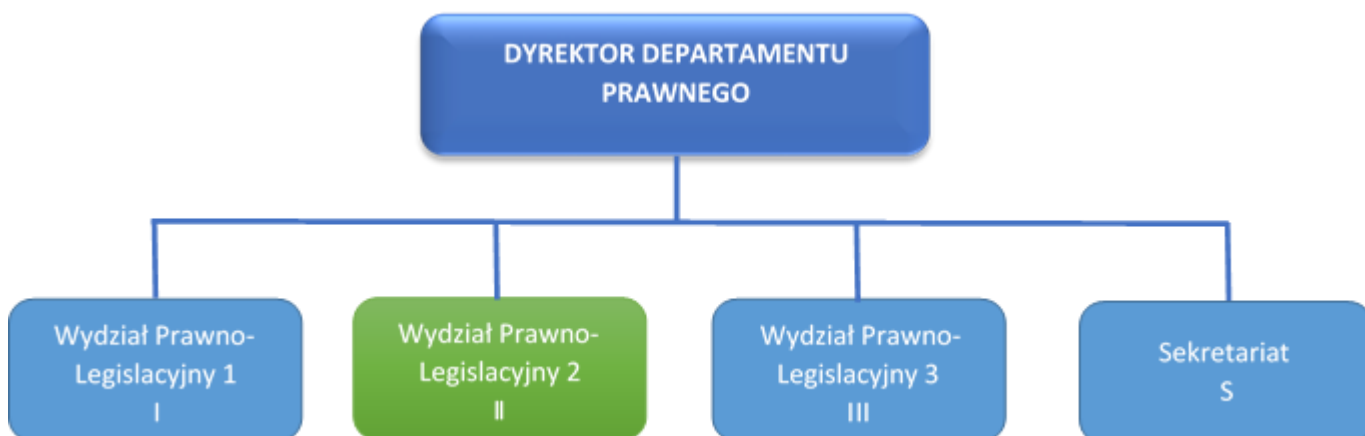 DYREKTOR DEPARTAMENTU
PRAWNEGO
Wydział Prawno-
Legislacyjny 1
I
Wydział Prawno-
Legislacyjny 2
II
Wydział Prawno-
Legislacyjny 3
III
Sekretariat
S